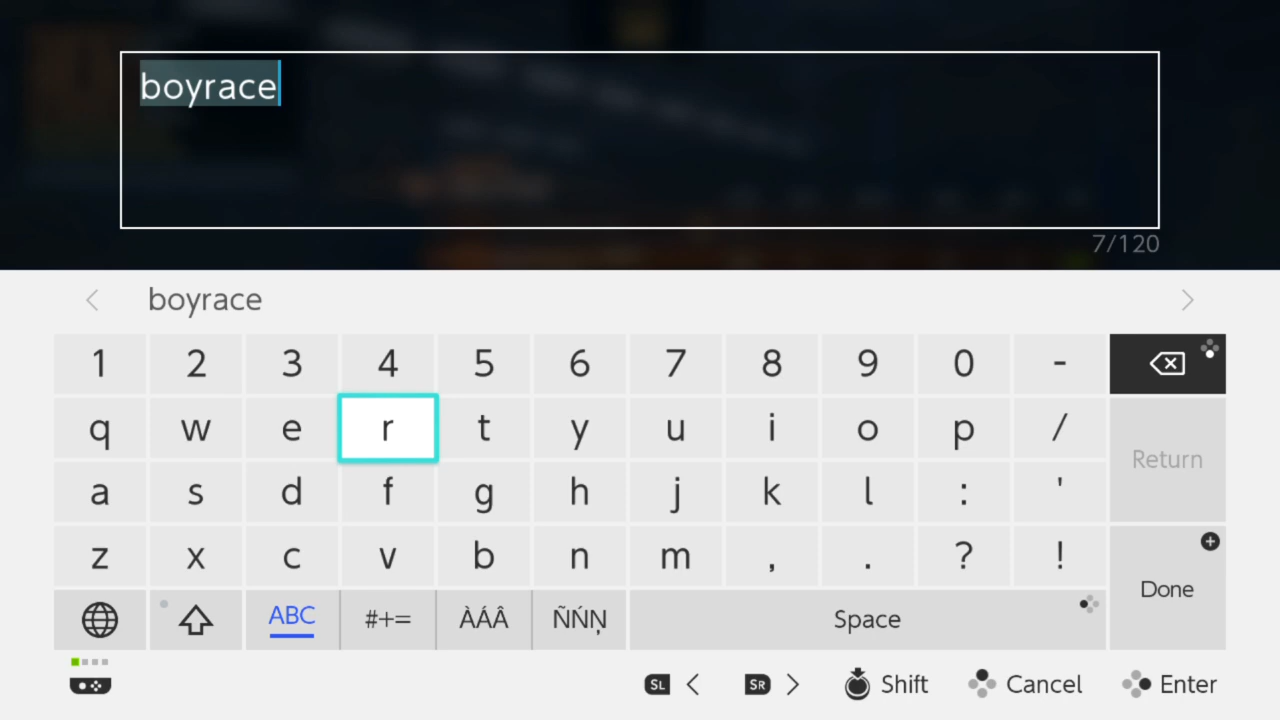 boyrace
7/120
boyrace
1 2 3 4 5 6 7 8 9 0 -
q w e r t y u i o p /
Return
a s d f g h j k l : '
z x c v b n m , . ? !
Done
ABC #+= ÀÁÂ ÑŃŅ Space
SL SR Shift Cancel Enter